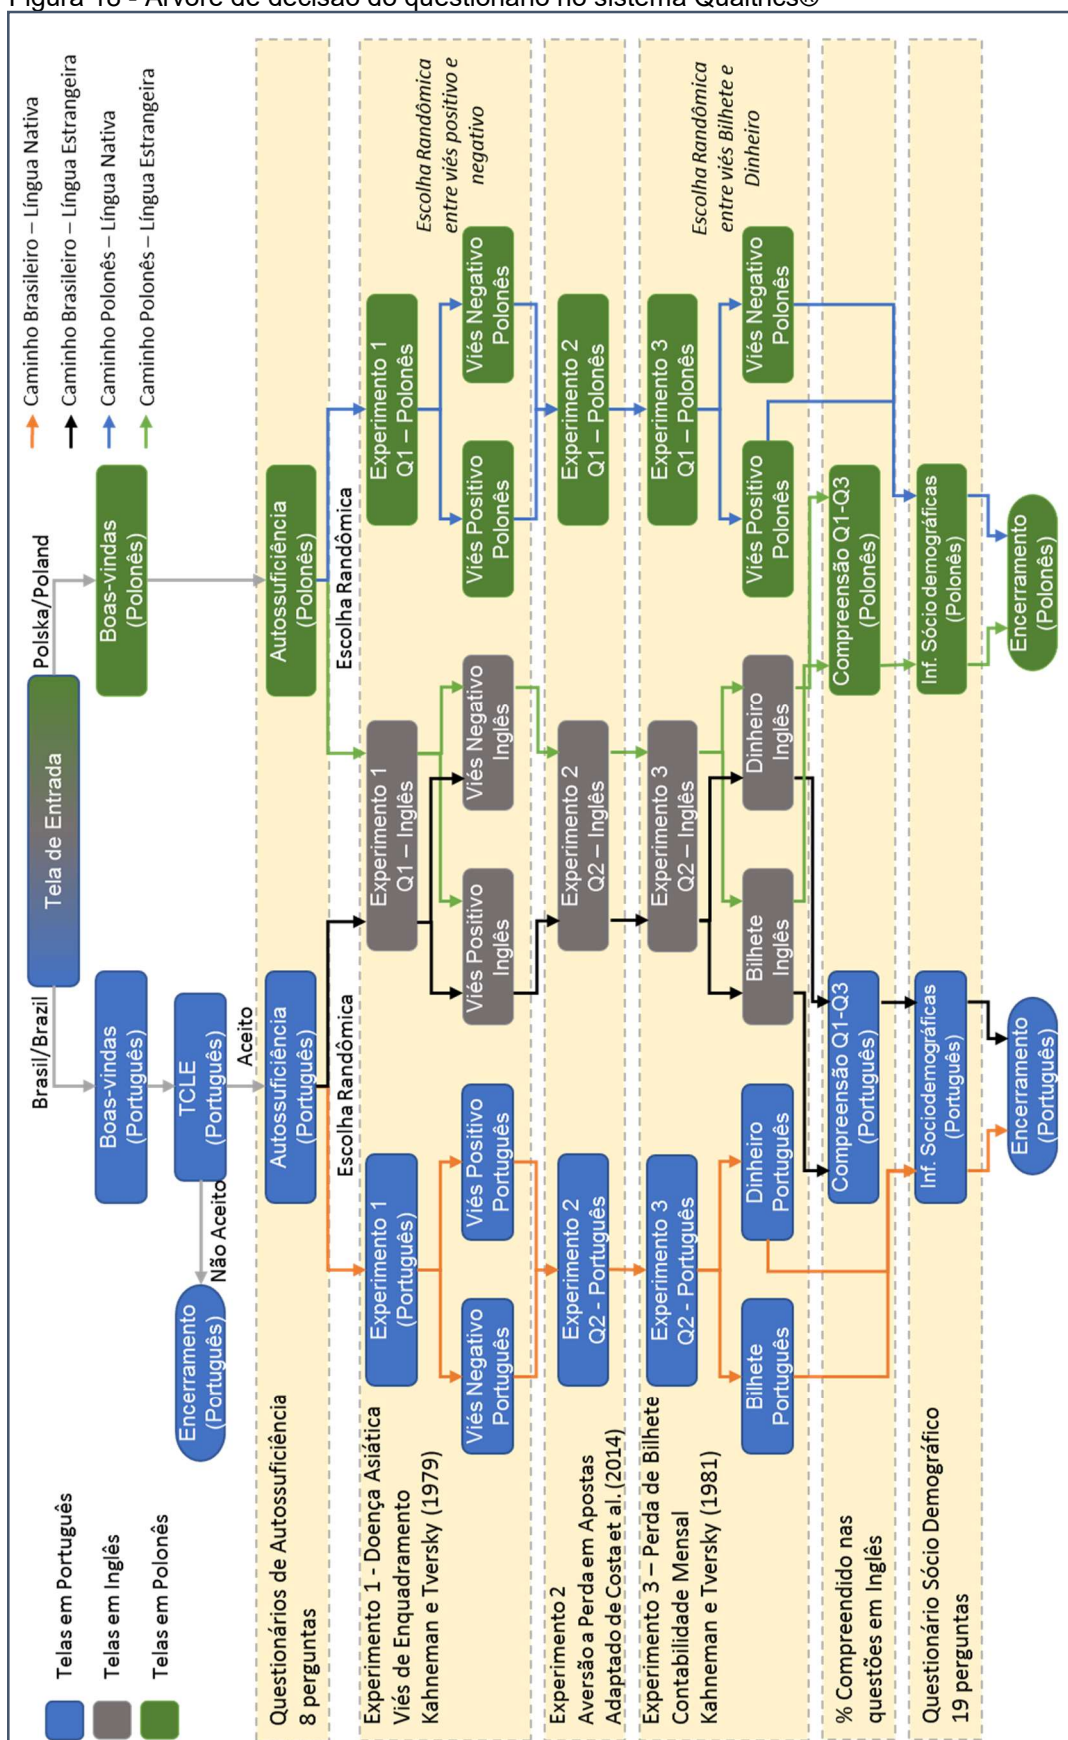 Figura 18 - Árvore de decisão do questionário no sistema Qualtrics®
Telas em Português
Telas em Inglês
Telas em Polonês
Caminho Brasileiro – Língua Nativa
Caminho Brasileiro – Língua Estrangeira
Caminho Polonês – Língua Nativa
Caminho Polonês – Língua Estrangeira
Tela de Entrada
Brasil/Brazil
Polska/Poland
Boas-vindas
(Português)
Boas-vindas
(Polonês)
TCLE
(Português)
Não Aceito
Aceito
Encerramento
(Português)
Questionários de Autossuficiência
8 perguntas
Autossuficiência
(Português)
Autossuficiência
(Polonês)
Escolha Randômica
Escolha Randômica
Experimento 1 - Doença Asiática
Viés de Enquadramento
Kahneman e Tversky (1979)
Experimento 1
(Português)
Experimento 1
Q1 – Inglês
Experimento 1
Q1 – Polonês
Viés Negativo
Português
Viés Positivo
Português
Viés Positivo
Inglês
Viés Negativo
Inglês
Viés Positivo
Polonês
Viés Negativo
Polonês
Escolha Randômica
entre viés positivo e
negativo
Experimento 2
Aversão a Perda em Apostas
Adaptado de Costa et al. (2014)
Experimento 2
Q2 - Português
Experimento 2
Q2 – Inglês
Experimento 2
Q1 – Polonês
Experimento 3 – Perda de Bilhete
Contabilidade Mensal
Kahneman e Tversky (1981)
Experimento 3
Q2 - Português
Experimento 3
Q2 – Inglês
Experimento 3
Q1 – Polonês
Bilhete
Português
Dinheiro
Português
Bilhete
Inglês
Dinheiro
Inglês
Viés Positivo
Polonês
Viés Negativo
Polonês
Escolha Randômica
entre viés Bilhete e
Dinheiro
% Compreendido nas
questões em Inglês
Compreensão Q1-Q3
(Português)
Compreensão Q1-Q3
(Polonês)
Questionário Sócio Demográfico
19 perguntas
Inf. Sociodemográficas
(Português)
Inf. Sócio demográficas
(Polonês)
Encerramento
(Português)
Encerramento
(Polonês)